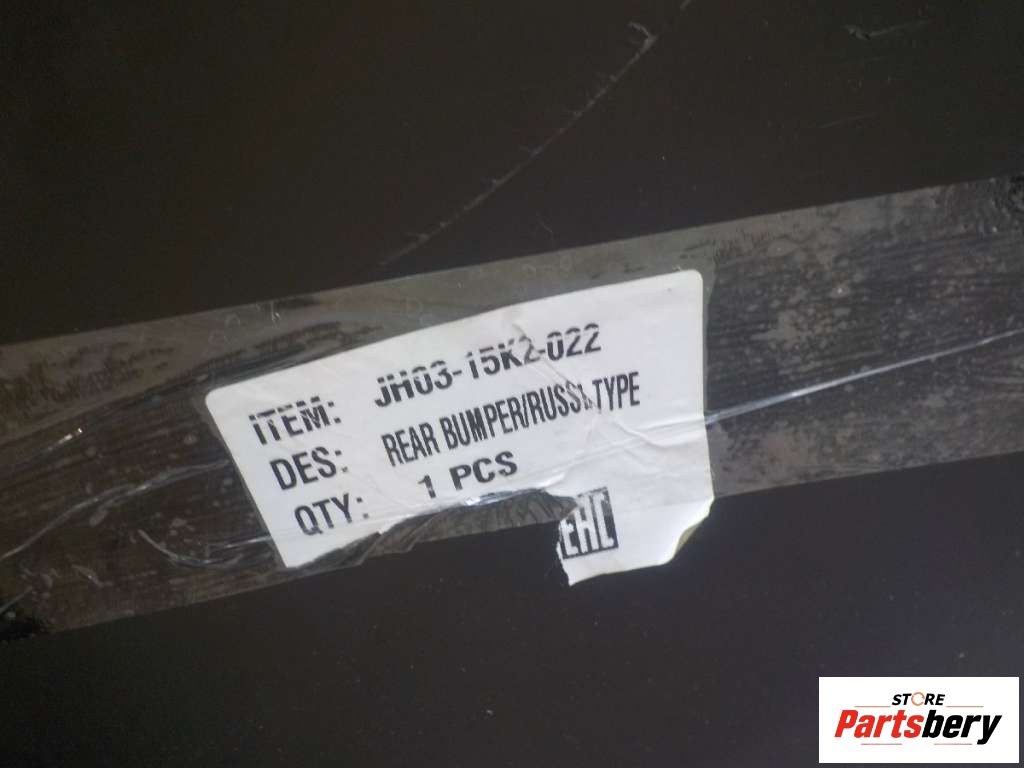 ITEM: JH03-15K2-022
DES: REAR BUMPER/RUSSI.TYPE
QTY: 1 PCS
EAC
STORE
Partsbery